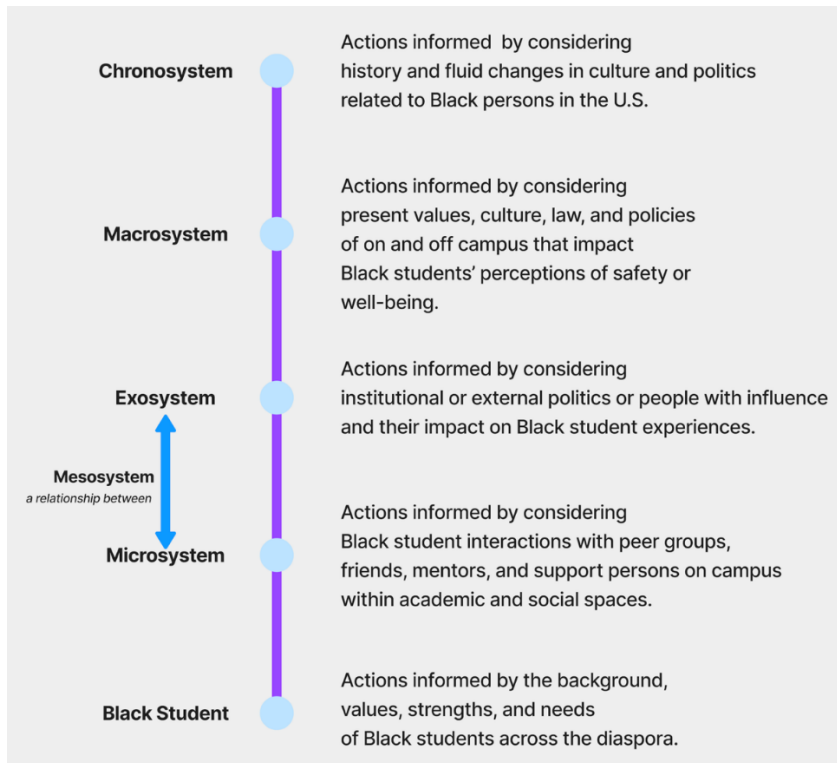 Chronosystem
Actions informed by considering
history and fluid changes in culture and politics
related to Black persons in the U.S.
Macrosystem
Actions informed by considering
present values, culture, law, and policies
of on and off campus that impact
Black students' perceptions of safety or
well-being.
Exosystem
Actions informed by considering
institutional or external politics or people with influence
and their impact on Black student experiences.
Mesosystem
a relationship between
Microsystem
Actions informed by considering
Black student interactions with peer groups,
friends, mentors, and support persons on campus
within academic and social spaces.
Black Student
Actions informed by the background,
values, strengths, and needs
of Black students across the diaspora.